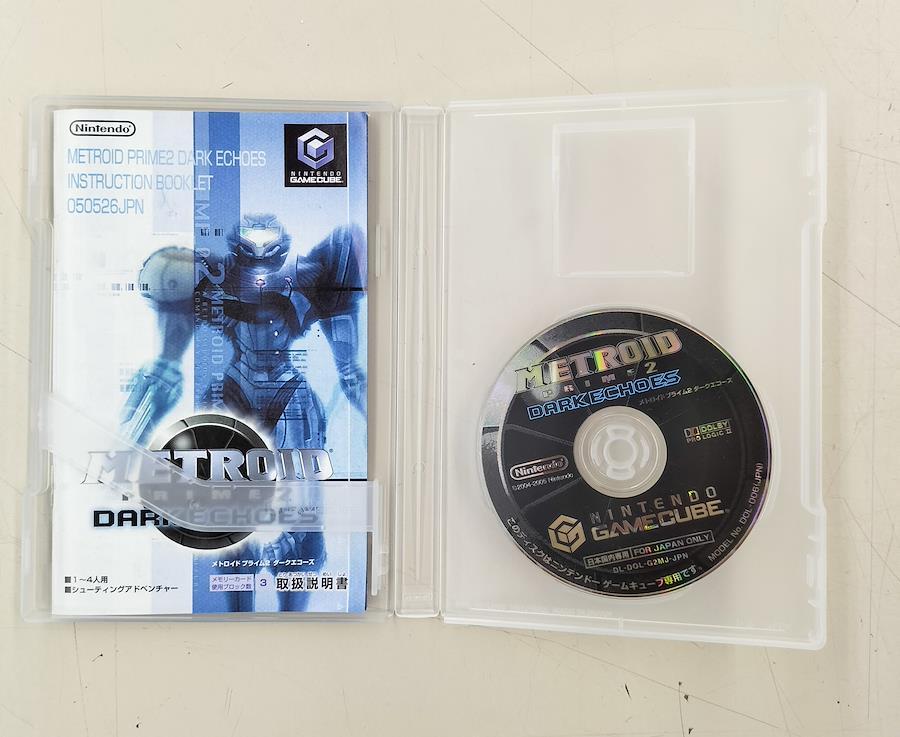 Nintendo
METROID PRIME2 DARK ECHOES
INSTRUCTION BOOKLET
050526JPN
NINTENDO
GAMECUBE
METROID
PRIME 2
DARK ECHOES
メトロイド プライム2 ダークエコーズ
■1〜4人用
■シューティングアドベンチャー
メモリーカード
使用ブロック数
3
取扱説明書
METROID
PRIME 2
DARK ECHOES
メトロイド プライム2 ダークエコーズ
DOLBY
PRO LOGIC II
Nintendo
©2004-2005 Nintendo
NINTENDO
GAMECUBE
日本国内専用 FOR JAPAN ONLY
DL-DOL-G2MJ-JPN
MODEL No. DOL-006(JPN)
このディスクはニンテンドー ゲームキューブ専用です。